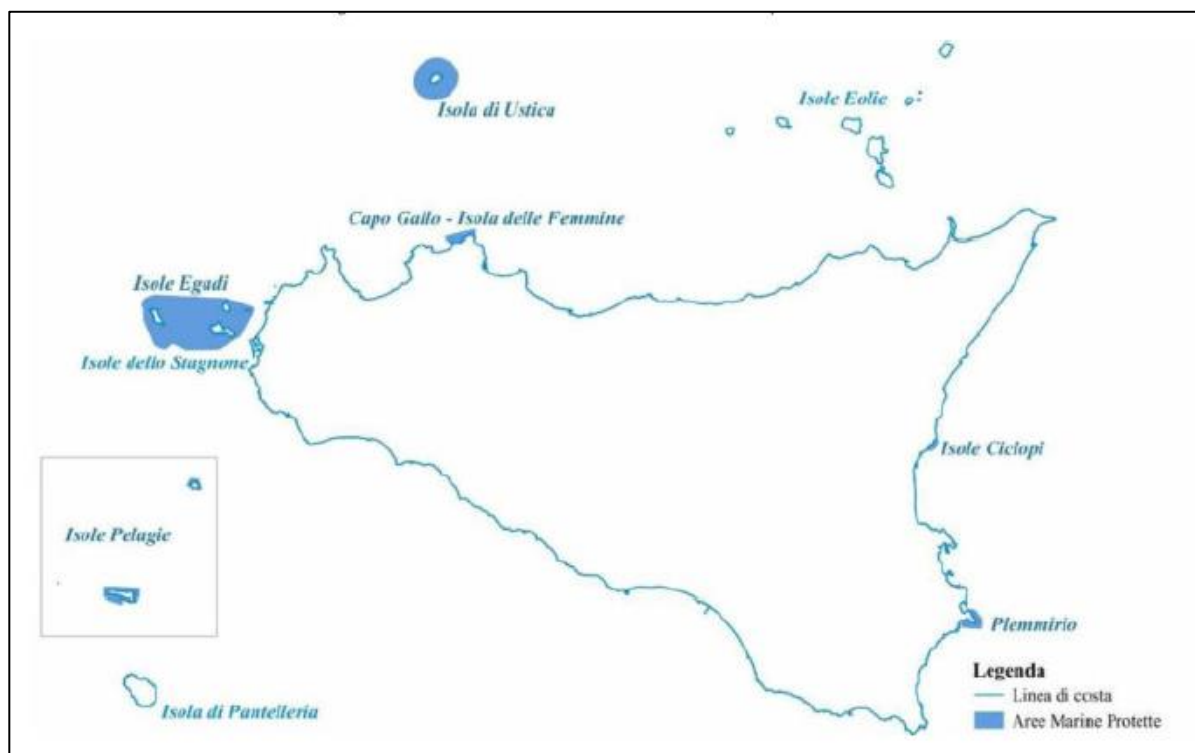 Isola di Ustica
Isole Eolie
Capo Gallo - Isola delle Femmine
Isole Egadi
Isole dello Stagnone
Isole Ciclopi
Isole Pelagie
Plemmirio
Isola di Pantelleria
Legenda
Linea di costa
Aree Marine Protette